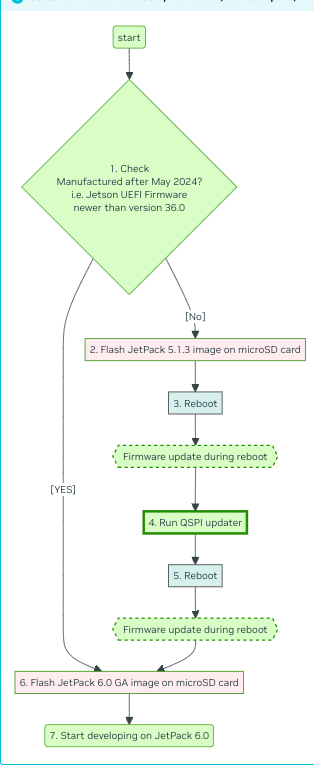 start
1. Check
Manufactured after May 2024?
i.e. Jetson UEFI Firmware
newer than version 36.0
[No]
2. Flash JetPack 5.1.3 image on microSD card
3. Reboot
Firmware update during reboot
[YES]
4. Run QSPI updater
5. Reboot
Firmware update during reboot
6. Flash JetPack 6.0 GA image on microSD card
7. Start developing on JetPack 6.0